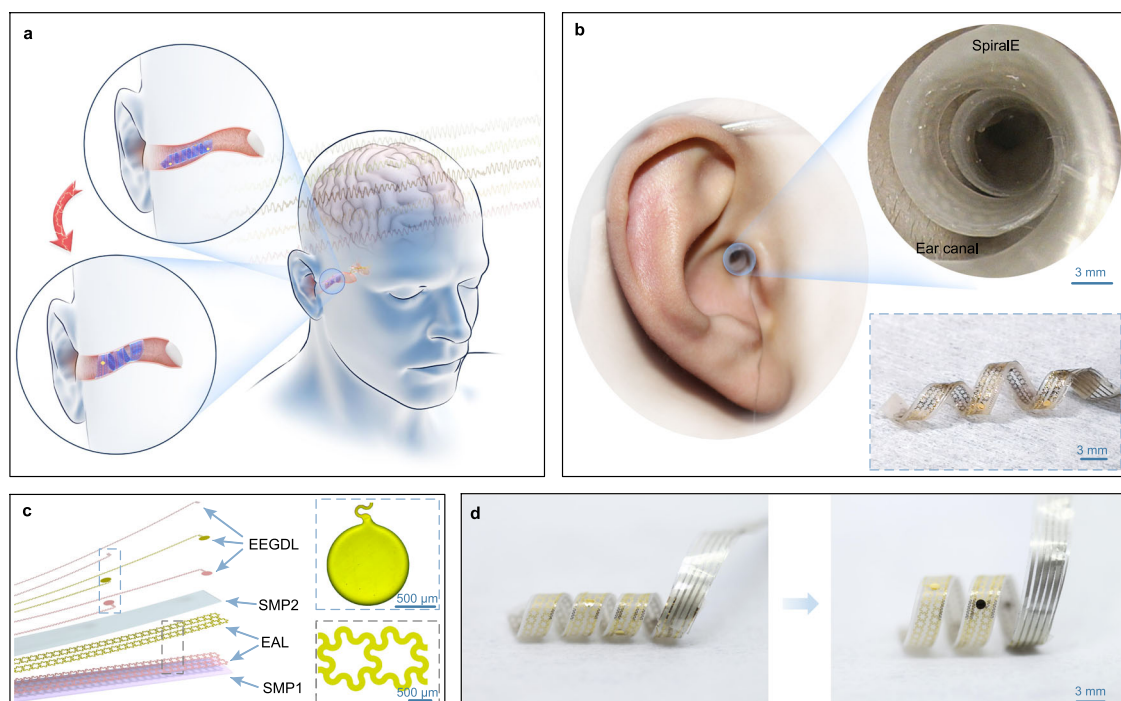 a
b
SpiralE
Ear canal
3 mm
3 mm
c
EEGDL
SMP2
EAL
SMP1
500 µm
500 µm
d
3 mm